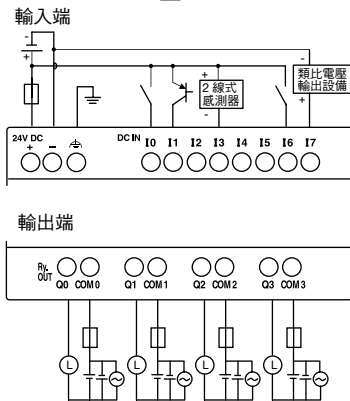 輸入端
-
+
+
2 線式
感測器
-
-
類比電壓
輸出設備
+
24V DC
+ −
DC IN I0 I1 I2 I3 I4 I5 I6 I7
輸出端
Ry.
OUT
Q0 COM0 Q1 COM1 Q2 COM2 Q3 COM3
L L L L